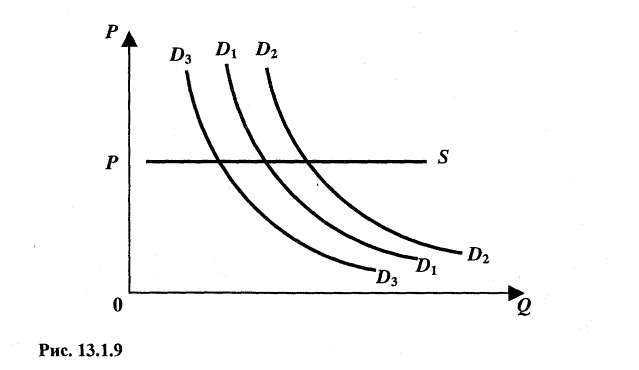 P
D₃ D₁ D₂
P S
D₂
D₁
D₃
0 Q
Рис. 13.1.9